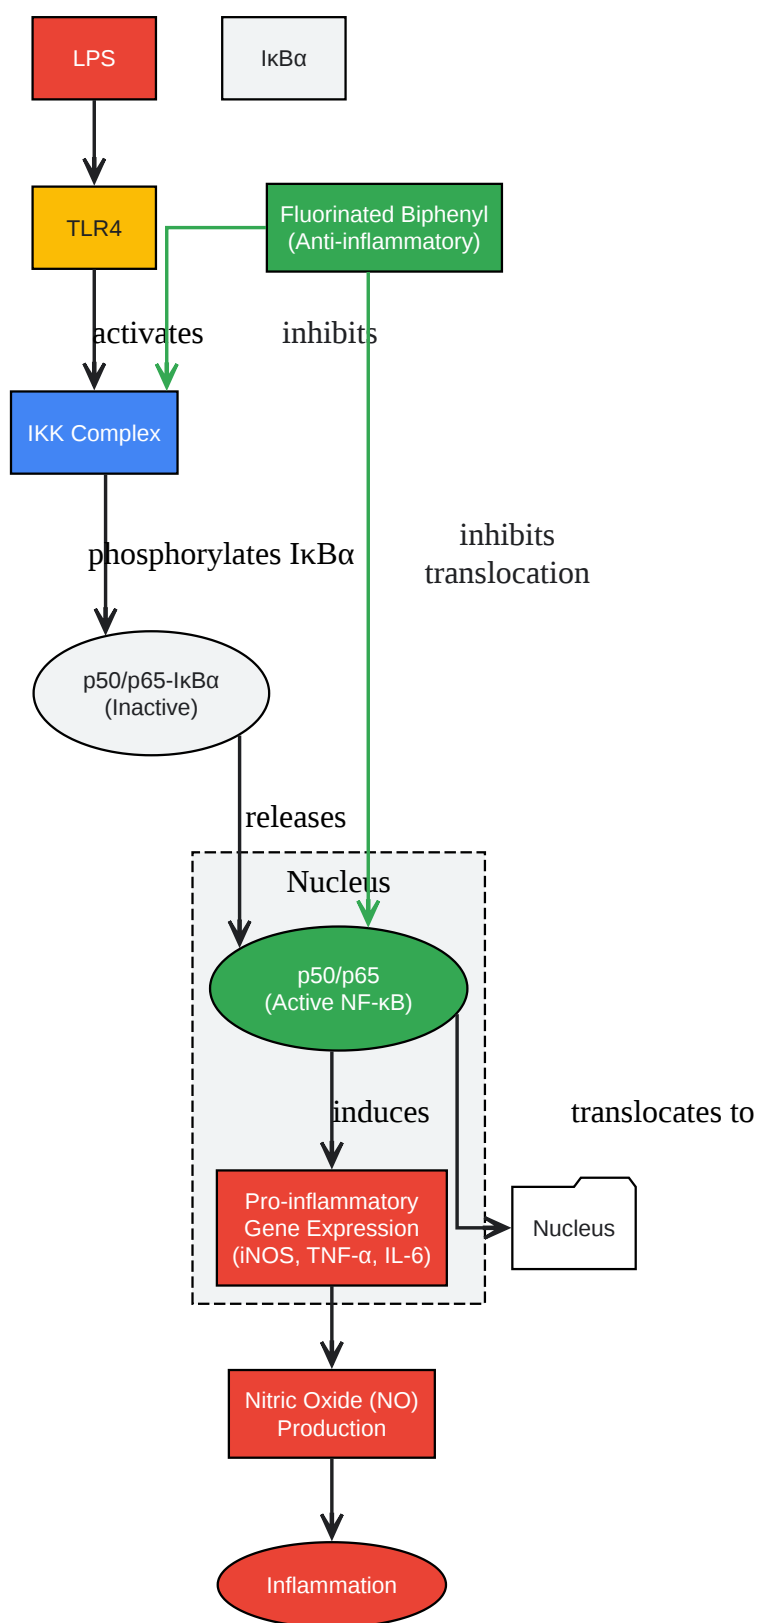 LPS
IκBα
TLR4
Fluorinated Biphenyl
(Anti-inflammatory)
activates
inhibits
IKK Complex
phosphorylates IκBα
inhibits
translocation
p50/p65-IκBα
(Inactive)
releases
Nucleus
p50/p65
(Active NF-κB)
induces
translocates to
Pro-inflammatory
Gene Expression
(iNOS, TNF-α, IL-6)
Nucleus
Nitric Oxide (NO)
Production
Inflammation